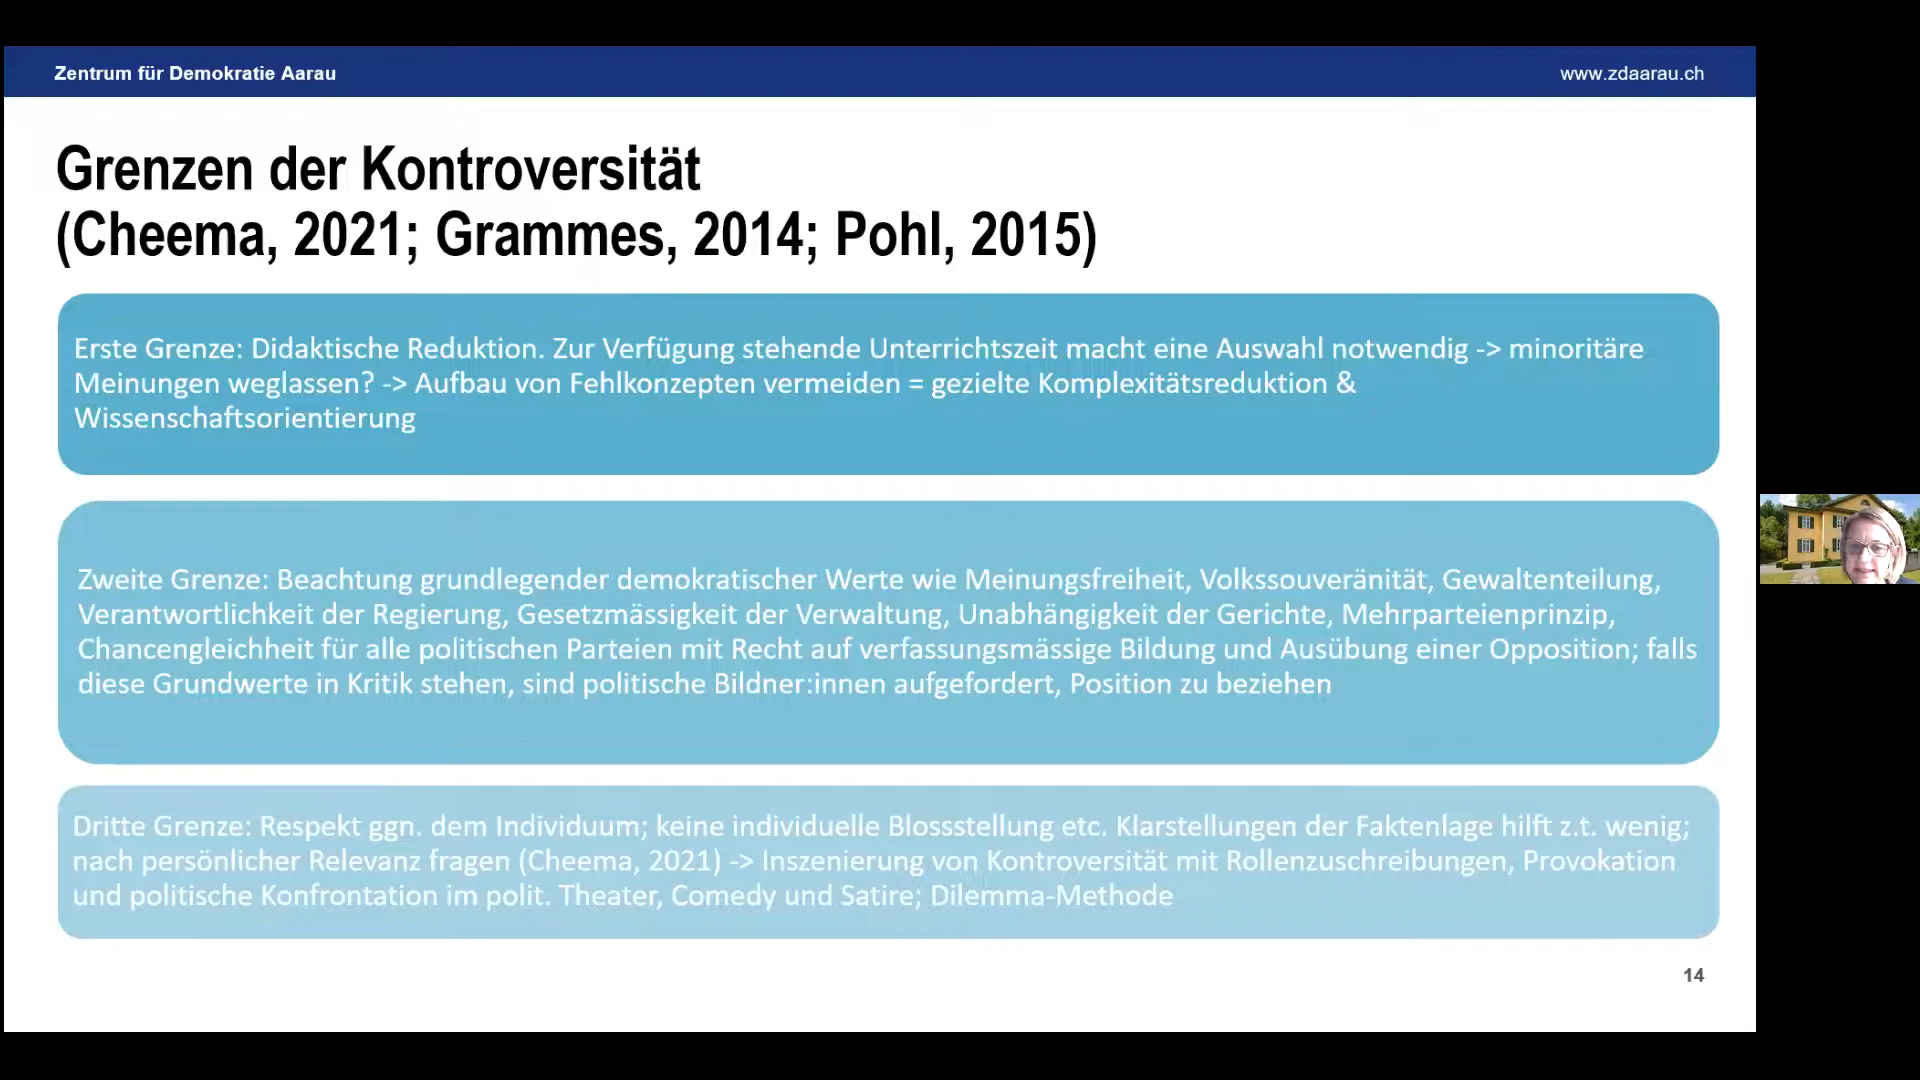 Zentrum für Demokratie Aarau
www.zdaarau.ch
Grenzen der Kontroversität
(Cheema, 2021; Grammes, 2014; Pohl, 2015)
Erste Grenze: Didaktische Reduktion. Zur Verfügung stehende Unterrichtszeit macht eine Auswahl notwendig -> minoritäre
Meinungen weglassen? -> Aufbau von Fehlkonzepten vermeiden = gezielte Komplexitätsreduktion &
Wissenschaftsorientierung
Zweite Grenze: Beachtung grundlegender demokratischer Werte wie Meinungsfreiheit, Volkssouveränität, Gewaltenteilung,
Verantwortlichkeit der Regierung, Gesetzmässigkeit der Verwaltung, Unabhängigkeit der Gerichte, Mehrparteienprinzip,
Chancengleichheit für alle politischen Parteien mit Recht auf verfassungsmässige Bildung und Ausübung einer Opposition; falls
diese Grundwerte in Kritik stehen, sind politische Bildner:innen aufgefordert, Position zu beziehen
Dritte Grenze: Respekt ggn. dem Individuum; keine individuelle Blossstellung etc. Klarstellungen der Faktenlage hilft z.t. wenig;
nach persönlicher Relevanz fragen (Cheema, 2021) -> Inszenierung von Kontroversität mit Rollenzuschreibungen, Provokation
und politische Konfrontation im polit. Theater, Comedy und Satire; Dilemma-Methode
14